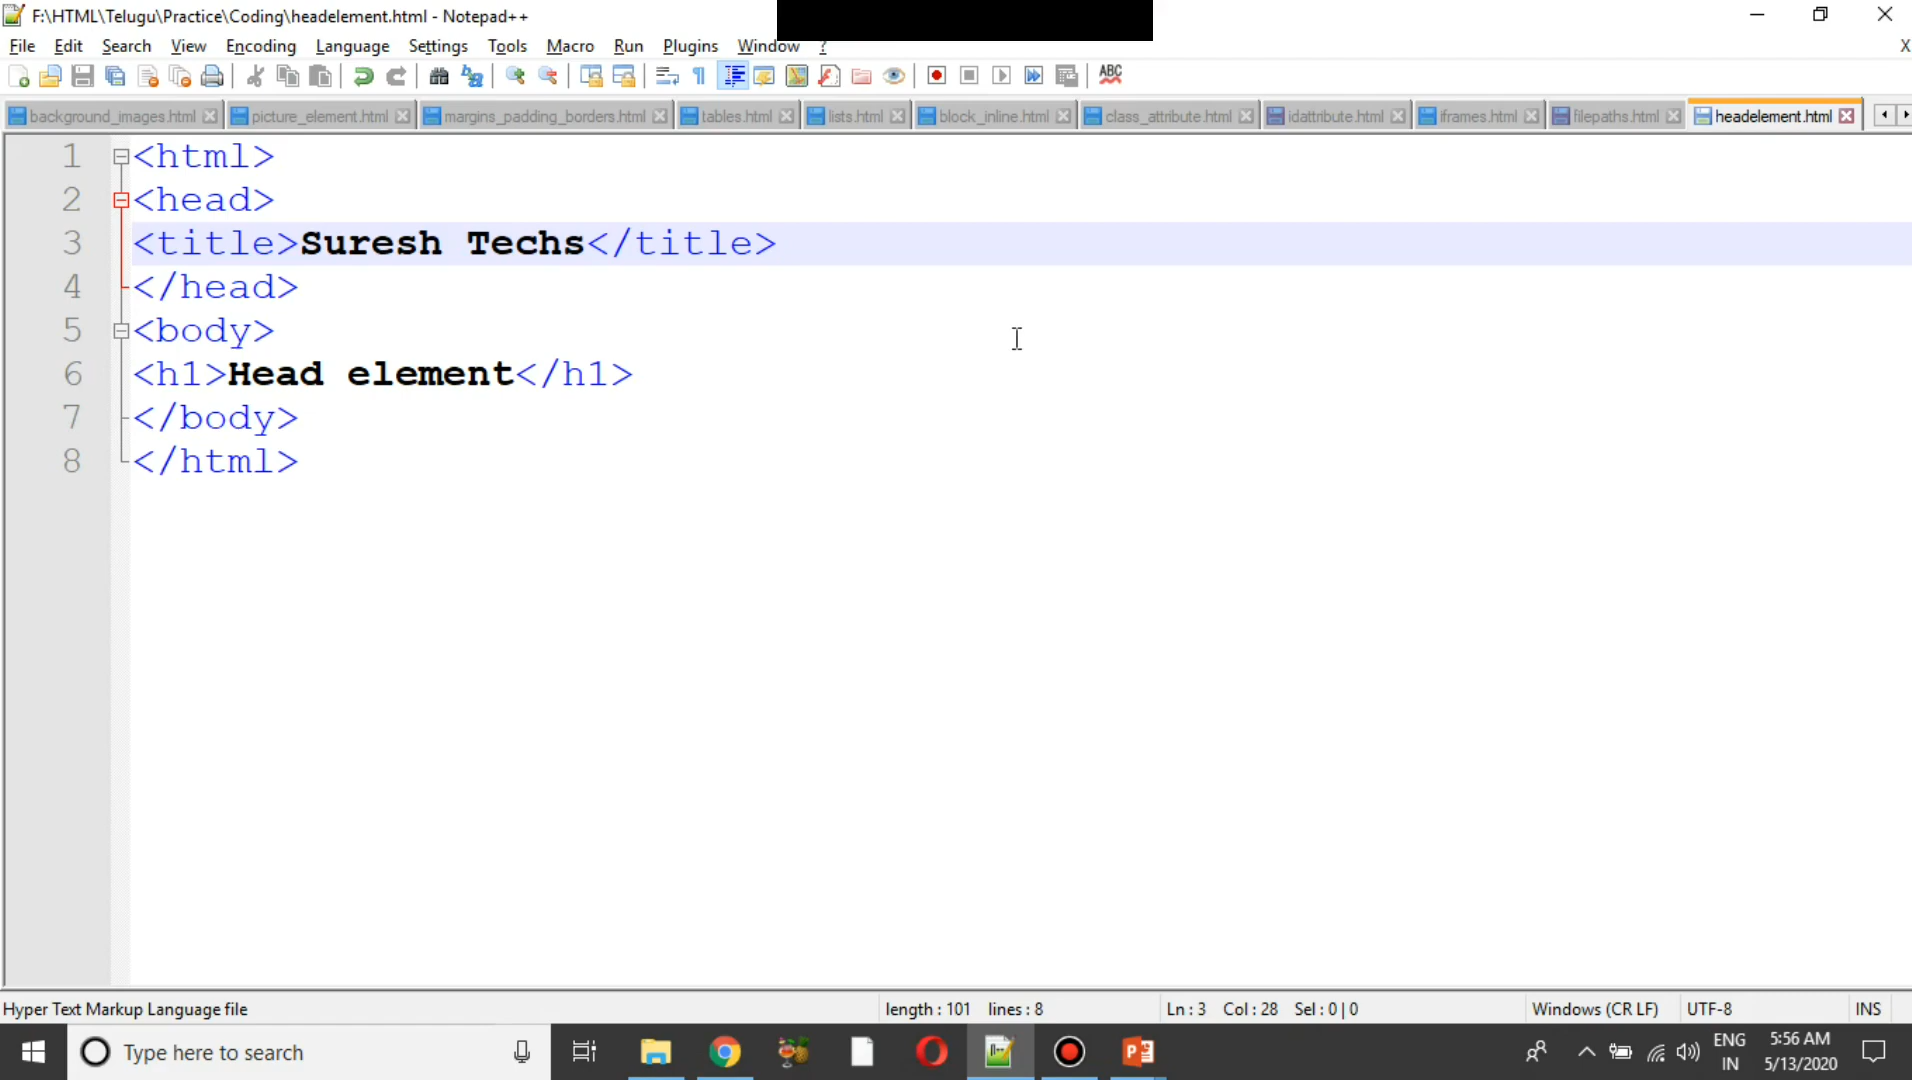 F:\HTML\Telugu\Practice\Coding\headelement.html - Notepad++
File Edit Search View Encoding Language Settings Tools Macro Run Plugins Window ? X
ABC
background_images.html picture_element.html margins_padding_borders.html tables.html lists.html block_inline.html class_attribute.html idattribute.html iframes.html filepaths.html headelement.html
1 <html>
2 <head>
3 <title>Suresh Techs</title>
4 </head>
5 <body>
6 <h1>Head element</h1>
7 </body>
8 </html>
Hyper Text Markup Language file length : 101 lines : 8 Ln : 3 Col : 28 Sel : 0 | 0 Windows (CR LF) UTF-8 INS
Type here to search ENG 5:56 AM
IN 5/13/2020